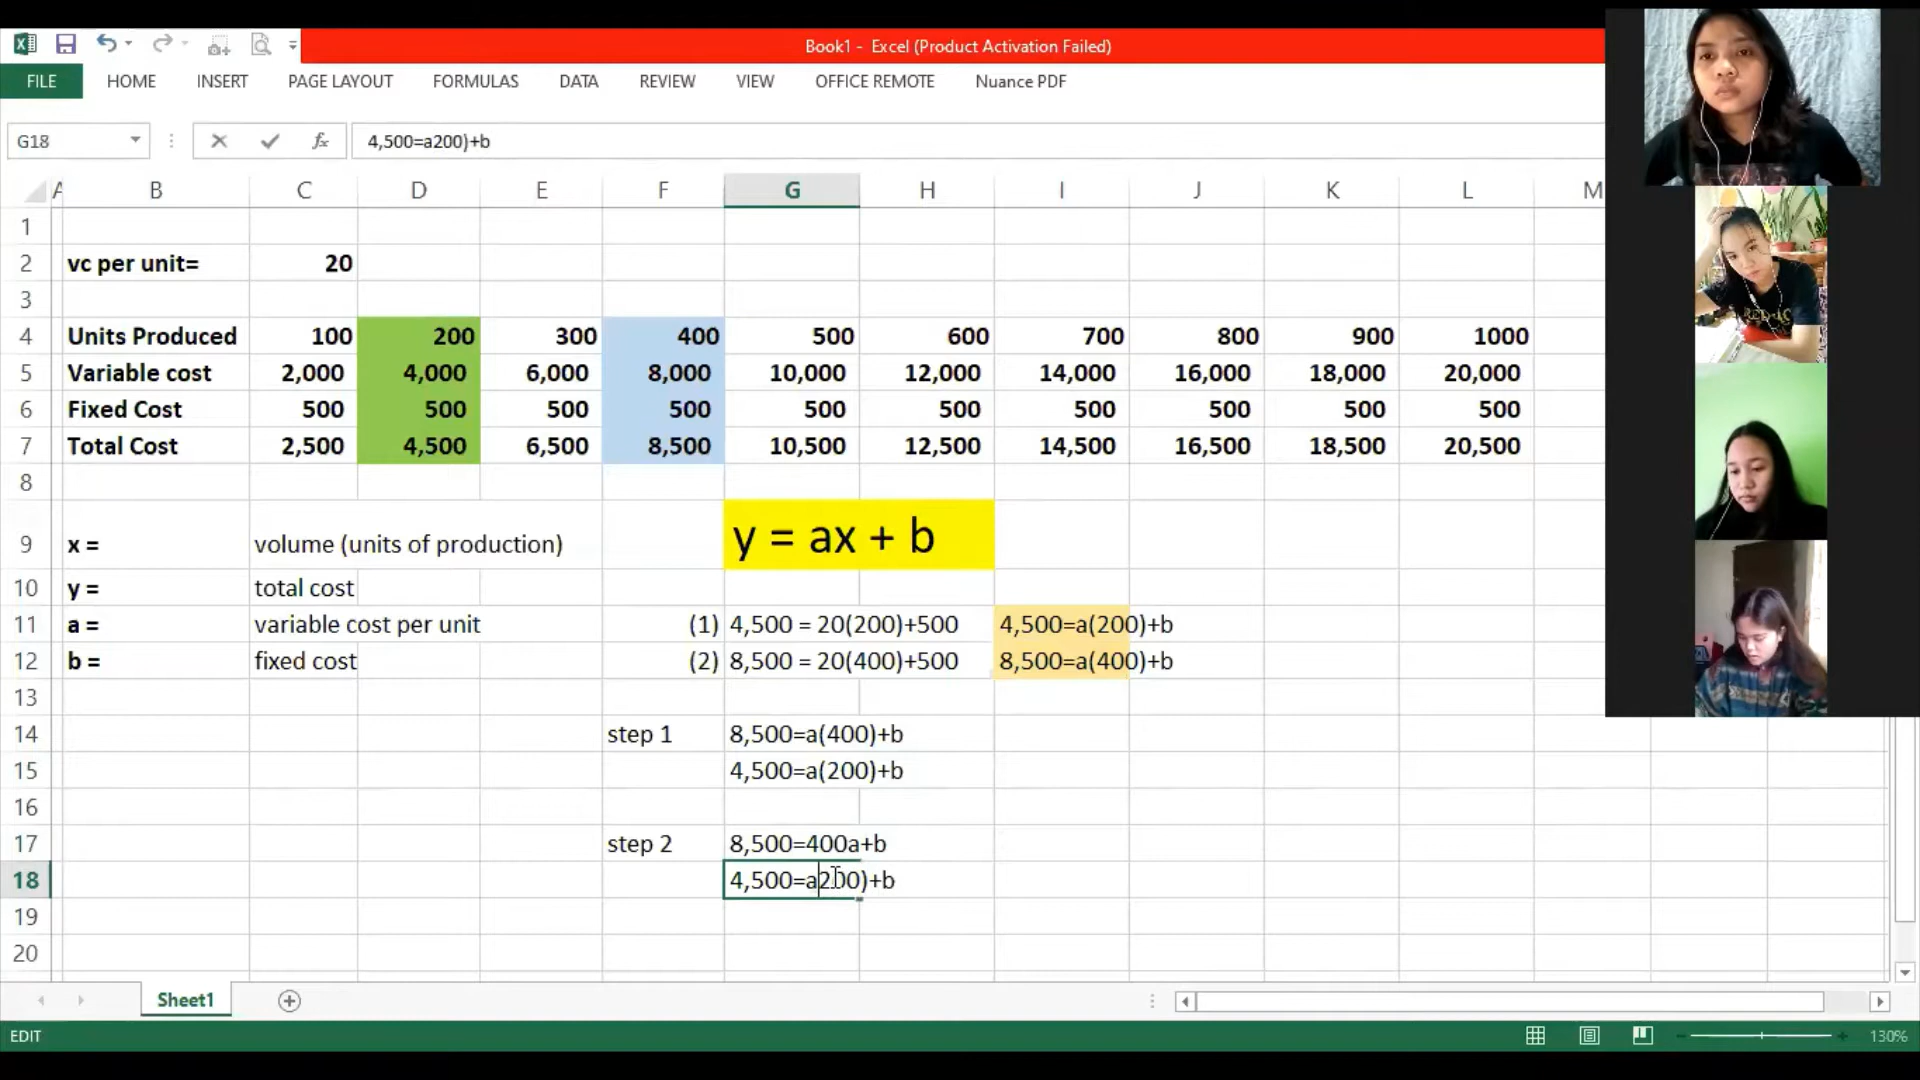 Book1 - Excel (Product Activation Failed)
FILE HOME INSERT PAGE LAYOUT FORMULAS DATA REVIEW VIEW OFFICE REMOTE Nuance PDF
G18 fx 4,500=a200)+b
A B C D E F G H I J K L M
1
2 vc per unit= 20
3
4 Units Produced 100 200 300 400 500 600 700 800 900 1000
5 Variable cost 2,000 4,000 6,000 8,000 10,000 12,000 14,000 16,000 18,000 20,000
6 Fixed Cost 500 500 500 500 500 500 500 500 500 500
7 Total Cost 2,500 4,500 6,500 8,500 10,500 12,500 14,500 16,500 18,500 20,500
8
9 x = volume (units of production) y = ax + b
10 y = total cost
11 a = variable cost per unit (1) 4,500 = 20(200)+500 4,500=a(200)+b
12 b = fixed cost (2) 8,500 = 20(400)+500 8,500=a(400)+b
13
14 step 1 8,500=a(400)+b
15 4,500=a(200)+b
16
17 step 2 8,500=400a+b
18 4,500=a200)+b
19
20
Sheet1
EDIT 130%